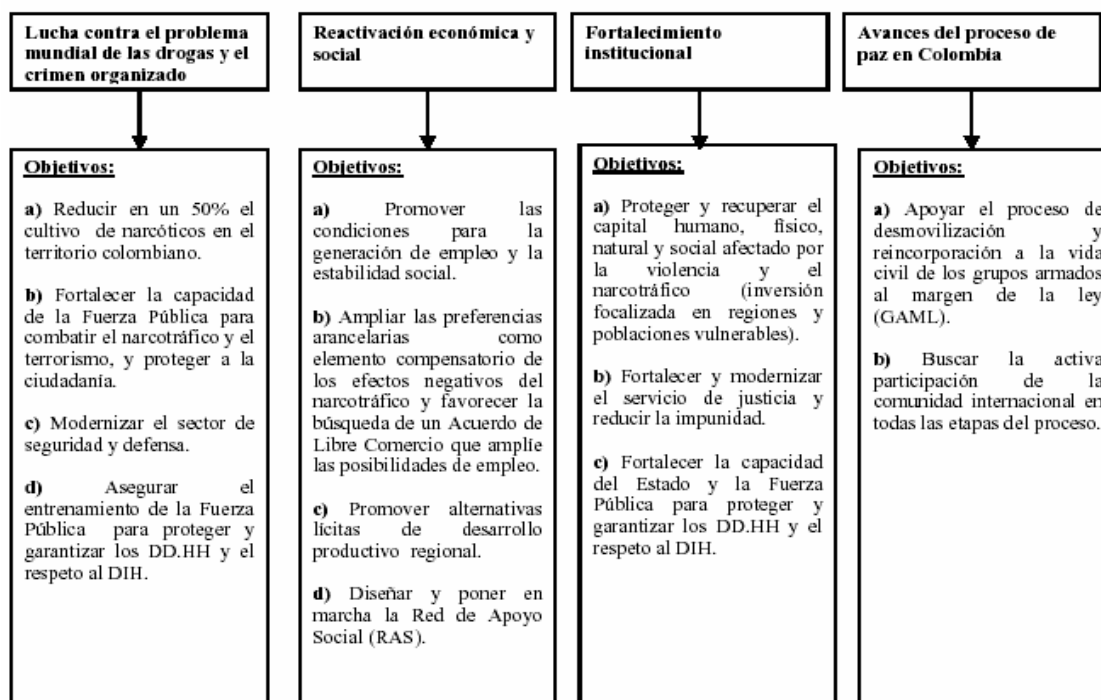 Lucha contra el problema
mundial de las drogas y el
crimen organizado
Objetivos:
a) Reducir en un 50% el
cultivo de narcóticos en el
territorio colombiano.
b) Fortalecer la capacidad
de la Fuerza Pública para
combatir el narcotráfico y el
terrorismo, y proteger a la
ciudadanía.
c) Modernizar el sector de
seguridad y defensa.
d) Asegurar el
entrenamiento de la Fuerza
Pública para proteger y
garantizar los DD.HH y el
respeto al DIH.
Reactivación económica y
social
Objetivos:
a) Promover las
condiciones para la
generación de empleo y la
estabilidad social.
b) Ampliar las preferencias
arancelarias como
elemento compensatorio de
los efectos negativos del
narcotráfico y favorecer la
búsqueda de un Acuerdo de
Libre Comercio que amplíe
las posibilidades de empleo.
c) Promover alternativas
lícitas de desarrollo
productivo regional.
d) Diseñar y poner en
marcha la Red de Apoyo
Social (RAS).
Fortalecimiento
institucional
Objetivos:
a) Proteger y recuperar el
capital humano, físico,
natural y social afectado por
la violencia y el
narcotráfico (inversión
focalizada en regiones y
poblaciones vulnerables).
b) Fortalecer y modernizar
el servicio de justicia y
reducir la impunidad.
c) Fortalecer la capacidad
del Estado y la Fuerza
Pública para proteger y
garantizar los DD.HH y el
respeto al DIH.
Avances del proceso de
paz en Colombia
Objetivos:
a) Apoyar el proceso de
desmovilización y
reincorporación a la vida
civil de los grupos armados
al margen de la ley
(GAML).
b) Buscar la activa
participación de la
comunidad internacional en
todas las etapas del proceso.